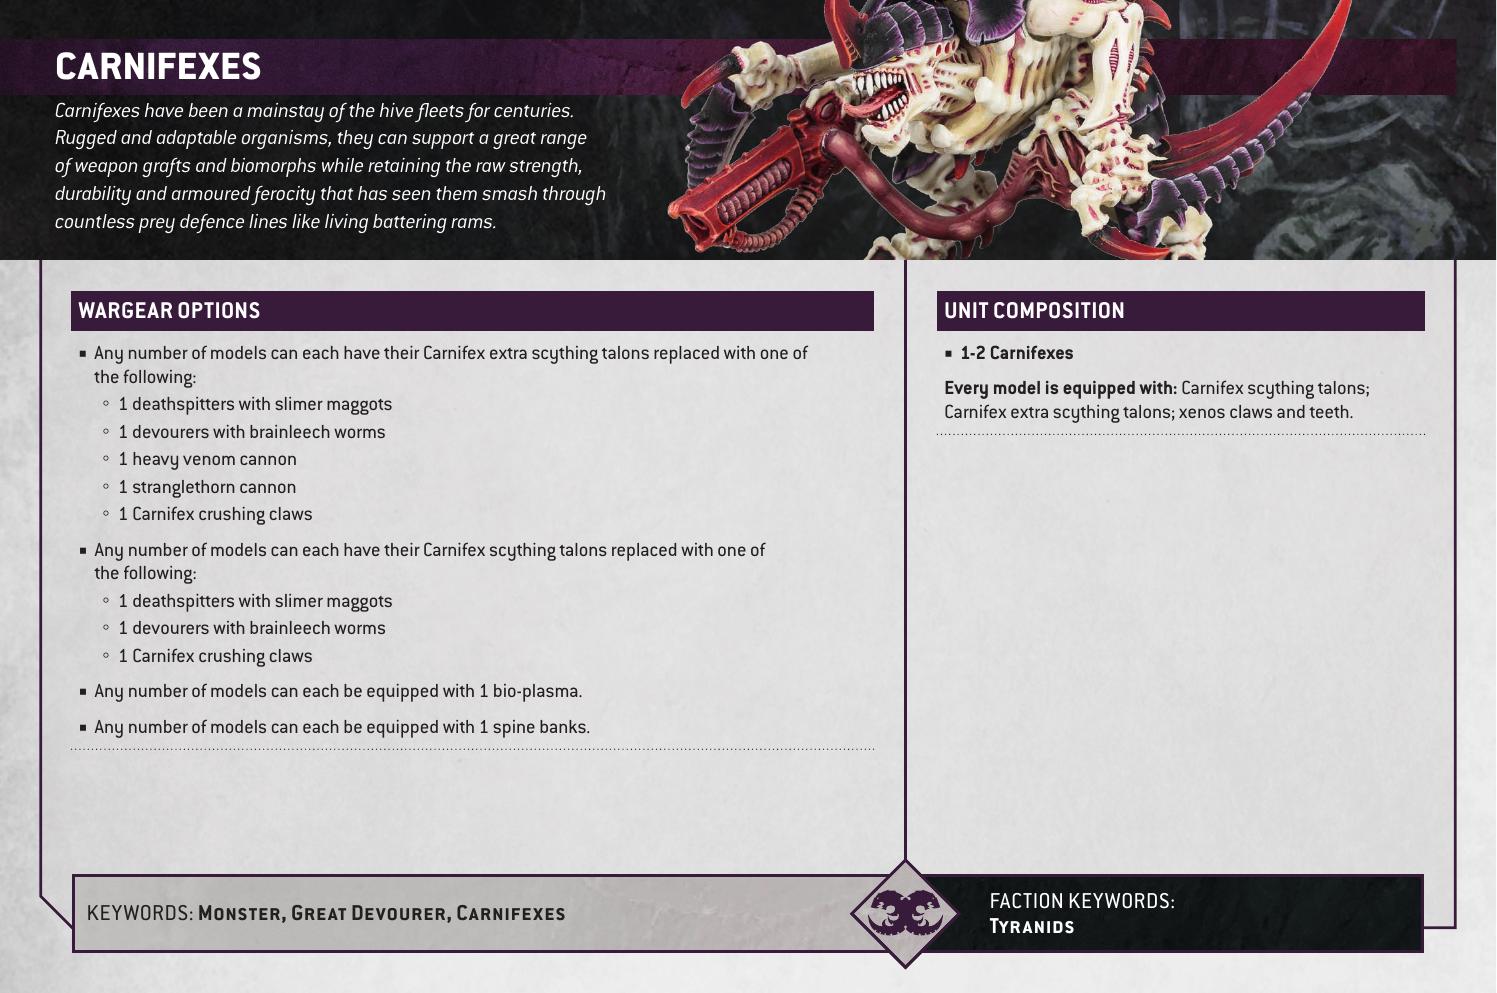 CARNIFEXES
Carnifexes have been a mainstay of the hive fleets for centuries.
Rugged and adaptable organisms, they can support a great range
of weapon grafts and biomorphs while retaining the raw strength,
durability and armoured ferocity that has seen them smash through
countless prey defence lines like living battering rams.
WARGEAR OPTIONS
▪ Any number of models can each have their Carnifex extra scything talons replaced with one of
the following:
◦ 1 deathspitters with slimer maggots
◦ 1 devourers with brainleech worms
◦ 1 heavy venom cannon
◦ 1 stranglethorn cannon
◦ 1 Carnifex crushing claws
▪ Any number of models can each have their Carnifex scything talons replaced with one of
the following:
◦ 1 deathspitters with slimer maggots
◦ 1 devourers with brainleech worms
◦ 1 Carnifex crushing claws
▪ Any number of models can each be equipped with 1 bio-plasma.
▪ Any number of models can each be equipped with 1 spine banks.
UNIT COMPOSITION
▪ 1-2 Carnifexes
Every model is equipped with: Carnifex scything talons;
Carnifex extra scything talons; xenos claws and teeth.
KEYWORDS: Monster, Great Devourer, Carnifexes
FACTION KEYWORDS:
Tyranids